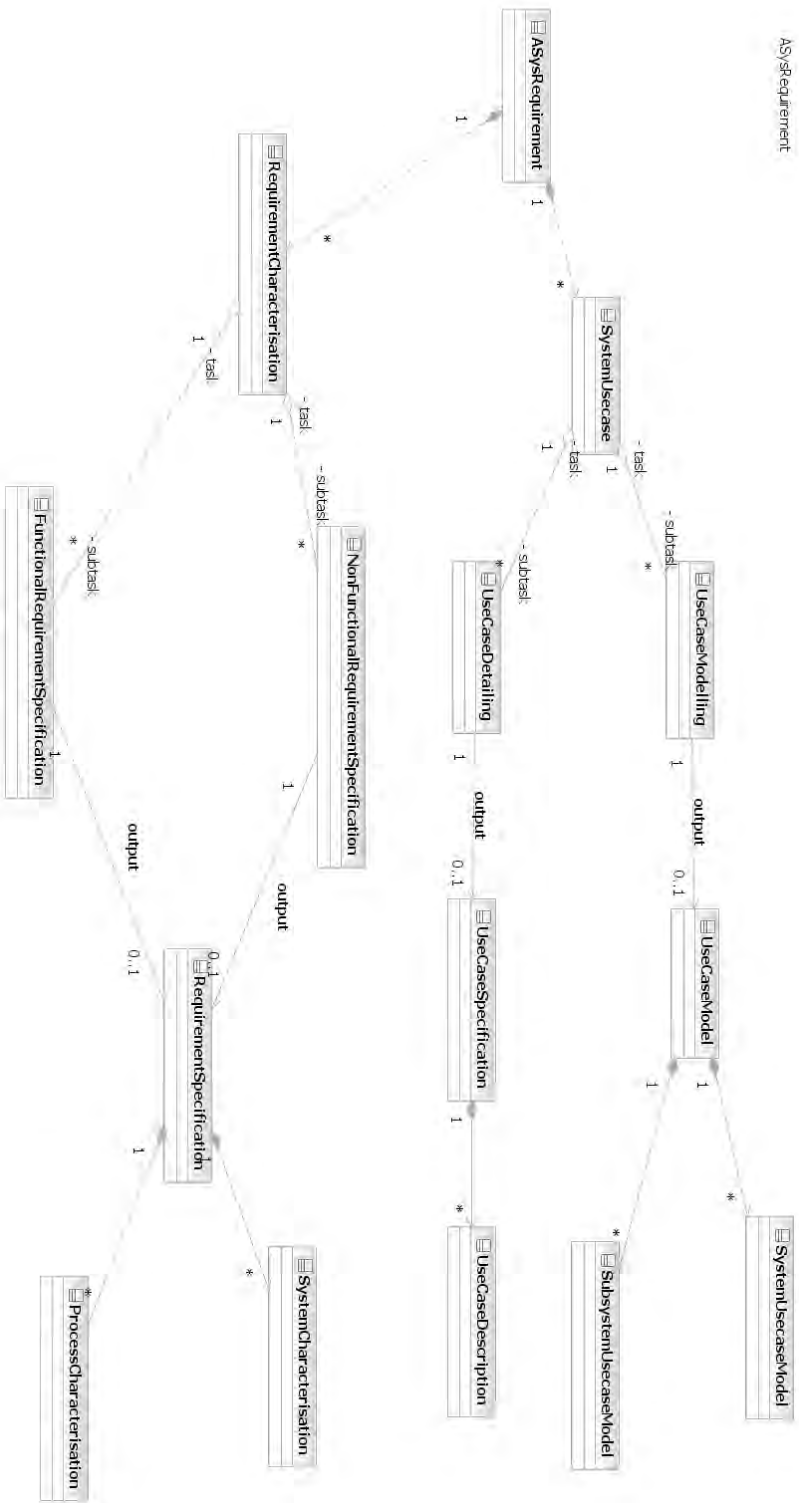 ASysRequirement
ASysRequirement
1
*
1
*
SystemUsecase
- task
1
- subtask
*
- task
1
- subtask
*
UseCaseModelling
1
output
0..1
UseCaseModel
1
*
SystemUsecaseModel
1
*
SubsystemUsecaseModel
UseCaseDetailing
1
output
0..1
UseCaseSpecification
1
*
UseCaseDescription
RequirementCharacterisation
- task
1
- subtask
*
- task
1
- subtask
*
NonFunctionalRequirementSpecification
1
output
0..1
FunctionalRequirementSpecification
1
output
0..1
RequirementSpecification
1
*
SystemCharacterisation
1
*
ProcessCharacterisation